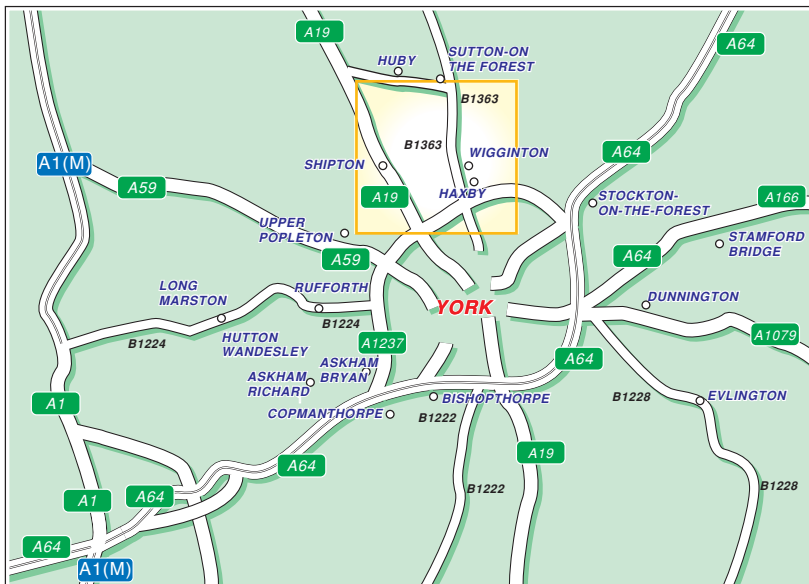 A19
A64
HUBY
SUTTON-ON
THE FOREST
B1363
B1363
A1(M)
A64
SHIPTON
WIGGINTON
A59
A19
HAXBY
A166
STOCKTON-
ON-THE-FOREST
UPPER
POPLETON
STAMFORD
BRIDGE
A59
A64
LONG
MARSTON
RUFFORTH
YORK
DUNNINGTON
B1224
B1224
HUTTON
WANDESLEY
A1237
A1079
ASKHAM
BRYAN
A64
ASKHAM
RICHARD
A1
COPMANTHORPE
BISHOPTHORPE
B1222
B1228
EVLINGTON
A19
A64
B1222
B1228
A1
A64
A64
A1(M)